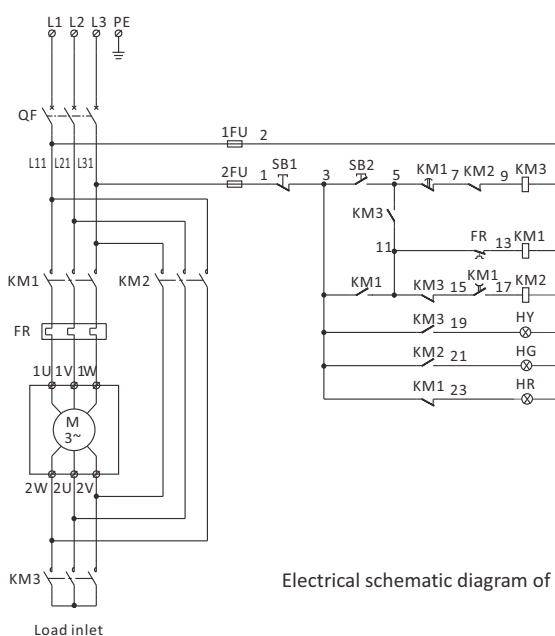 L1 L2 L3 PE
QF
1FU 2
L11 L21 L31
2FU 1 SB1 3 SB2 5 KM1 7 KM2 9 KM3
KM3
11 FR 13 KM1
KM1 KM2 KM1 KM3 15 KM1 17 KM2
FR
KM3 19 HY
KM2 21 HG
KM1 23 HR
1U 1V 1W
M
3~
2W 2U 2V
KM3
Electrical schematic diagram of
Load inlet